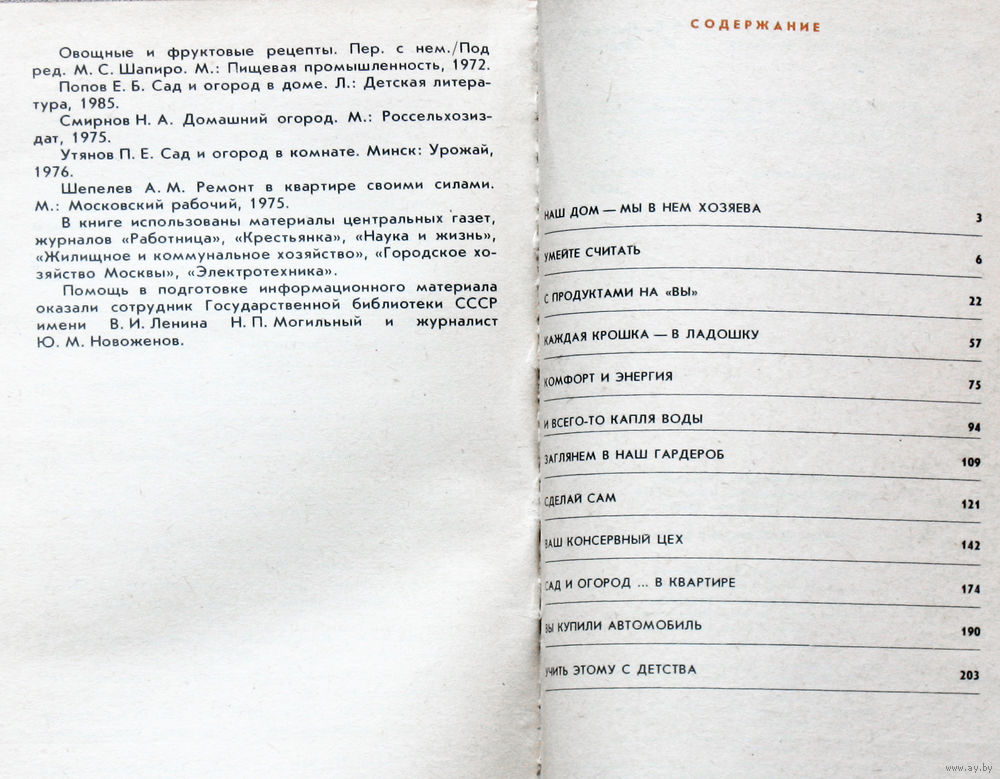 Овощные и фруктовые рецепты. Пер. с нем./Под
ред. М. С. Шапиро. М.: Пищевая промышленность, 1972.
Попов Е. Б. Сад и огород в доме. Л.: Детская литера-
тура, 1985.
Смирнов Н. А. Домашний огород. М.: Россельхозиз-
дат, 1975.
Утянов П. Е. Сад и огород в комнате. Минск: Урожай,
1976.
Шепелев А. М. Ремонт в квартире своими силами.
М.: Московский рабочий, 1975.
В книге использованы материалы центральных газет,
журналов «Работница», «Крестьянка», «Наука и жизнь»,
«Жилищное и коммунальное хозяйство», «Городское хо-
зяйство Москвы», «Электротехника».
Помощь в подготовке информационного материала
оказали сотрудник Государственной библиотеки СССР
имени В. И. Ленина Н. П. Могильный и журналист
Ю. М. Новоженов.
СОДЕРЖАНИЕ
НАШ ДОМ — МЫ В НЕМ ХОЗЯЕВА 3
УМЕЙТЕ СЧИТАТЬ 6
С ПРОДУКТАМИ НА «ВЫ» 22
КАЖДАЯ КРОШКА — В ЛАДОШКУ 57
КОМФОРТ И ЭНЕРГИЯ 75
И ВСЕГО-ТО КАПЛЯ ВОДЫ 94
ЗАГЛЯНЕМ В НАШ ГАРДЕРОБ 109
СДЕЛАЙ САМ 121
ВАШ КОНСЕРВНЫЙ ЦЕХ 142
САД И ОГОРОД ... В КВАРТИРЕ 174
ВЫ КУПИЛИ АВТОМОБИЛЬ 190
УЧИТЬ ЭТОМУ С ДЕТСТВА 203
www.ay.by